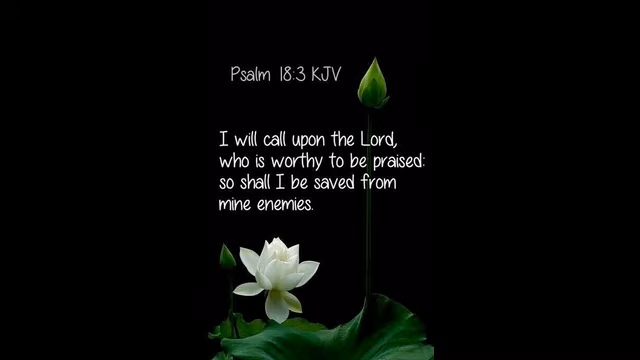 Psalm 18:3 KJV
I will call upon the Lord,
who is worthy to be praised:
so shall I be saved from
mine enemies.